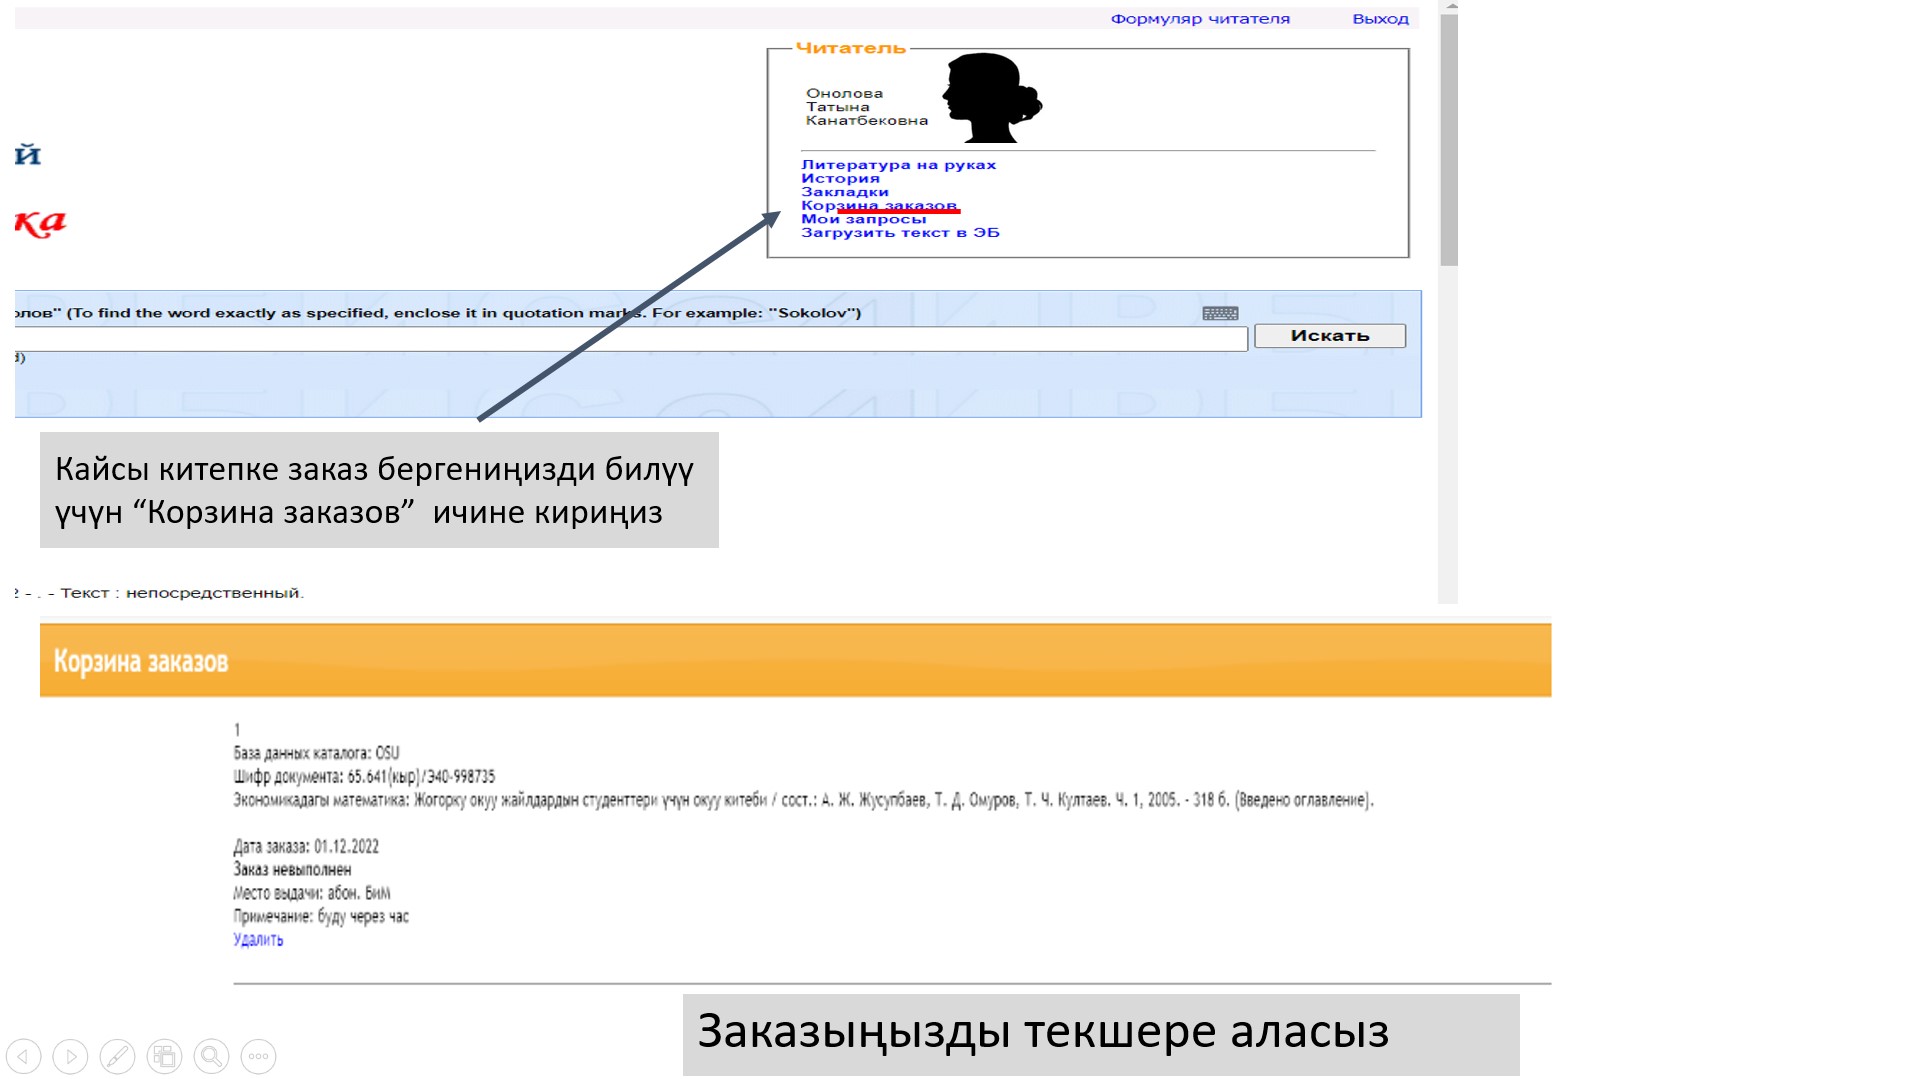 Формуляр читателя Выход
Читатель
Онолова
Татына
Канатбековна
й
Литература на руках
История
Закладки
Корзина заказов
Мои запросы
Загрузить текст в ЭБ
ка
олов" (To find the word exactly as specified, enclose it in quotation marks. For example: "Sokolov")
Искать
d)
Кайсы китепке заказ бергениңизди билүү
үчүн “Корзина заказов” ичине кириңиз
2 - . - Текст : непосредственный.
Корзина заказов
1
База данных каталога: OSU
Шифр документа: 65.641(кыр)/Э40-998735
Экономикадагы математика: Жогорку окуу жайлдардын студенттери үчүн окуу китеби / сост.: А. Ж. Жусупбаев, Т. Д. Омуров, Т. Ч. Култаев. Ч. 1, 2005. - 318 б. (Введено оглавление).
Дата заказа: 01.12.2022
Заказ невыполнен
Место выдачи: абон. БиМ
Примечание: буду через час
Удалить
Заказыңызды текшере аласыз